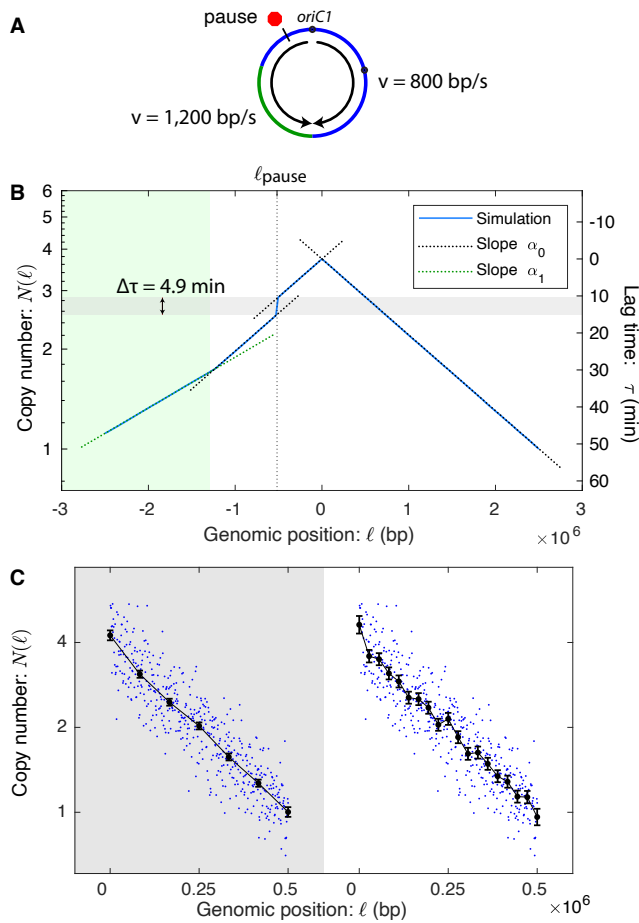 A
pause
oriC1
v = 800 bp/s
v = 1,200 bp/s
B
ℓpause
6
5
4
3
2
1
Copy number: N(ℓ)
Δτ = 4.9 min
Simulation
Slope α0
Slope α1
-10
0
10
20
30
40
50
60
Lag time: τ (min)
-3
-2
-1
0
1
2
3
Genomic position: ℓ (bp)
×10^6
C
4
2
1
Copy number: N(ℓ)
0
0.25
0.5
0
0.25
0.5
Genomic position: ℓ (bp)
×10^6